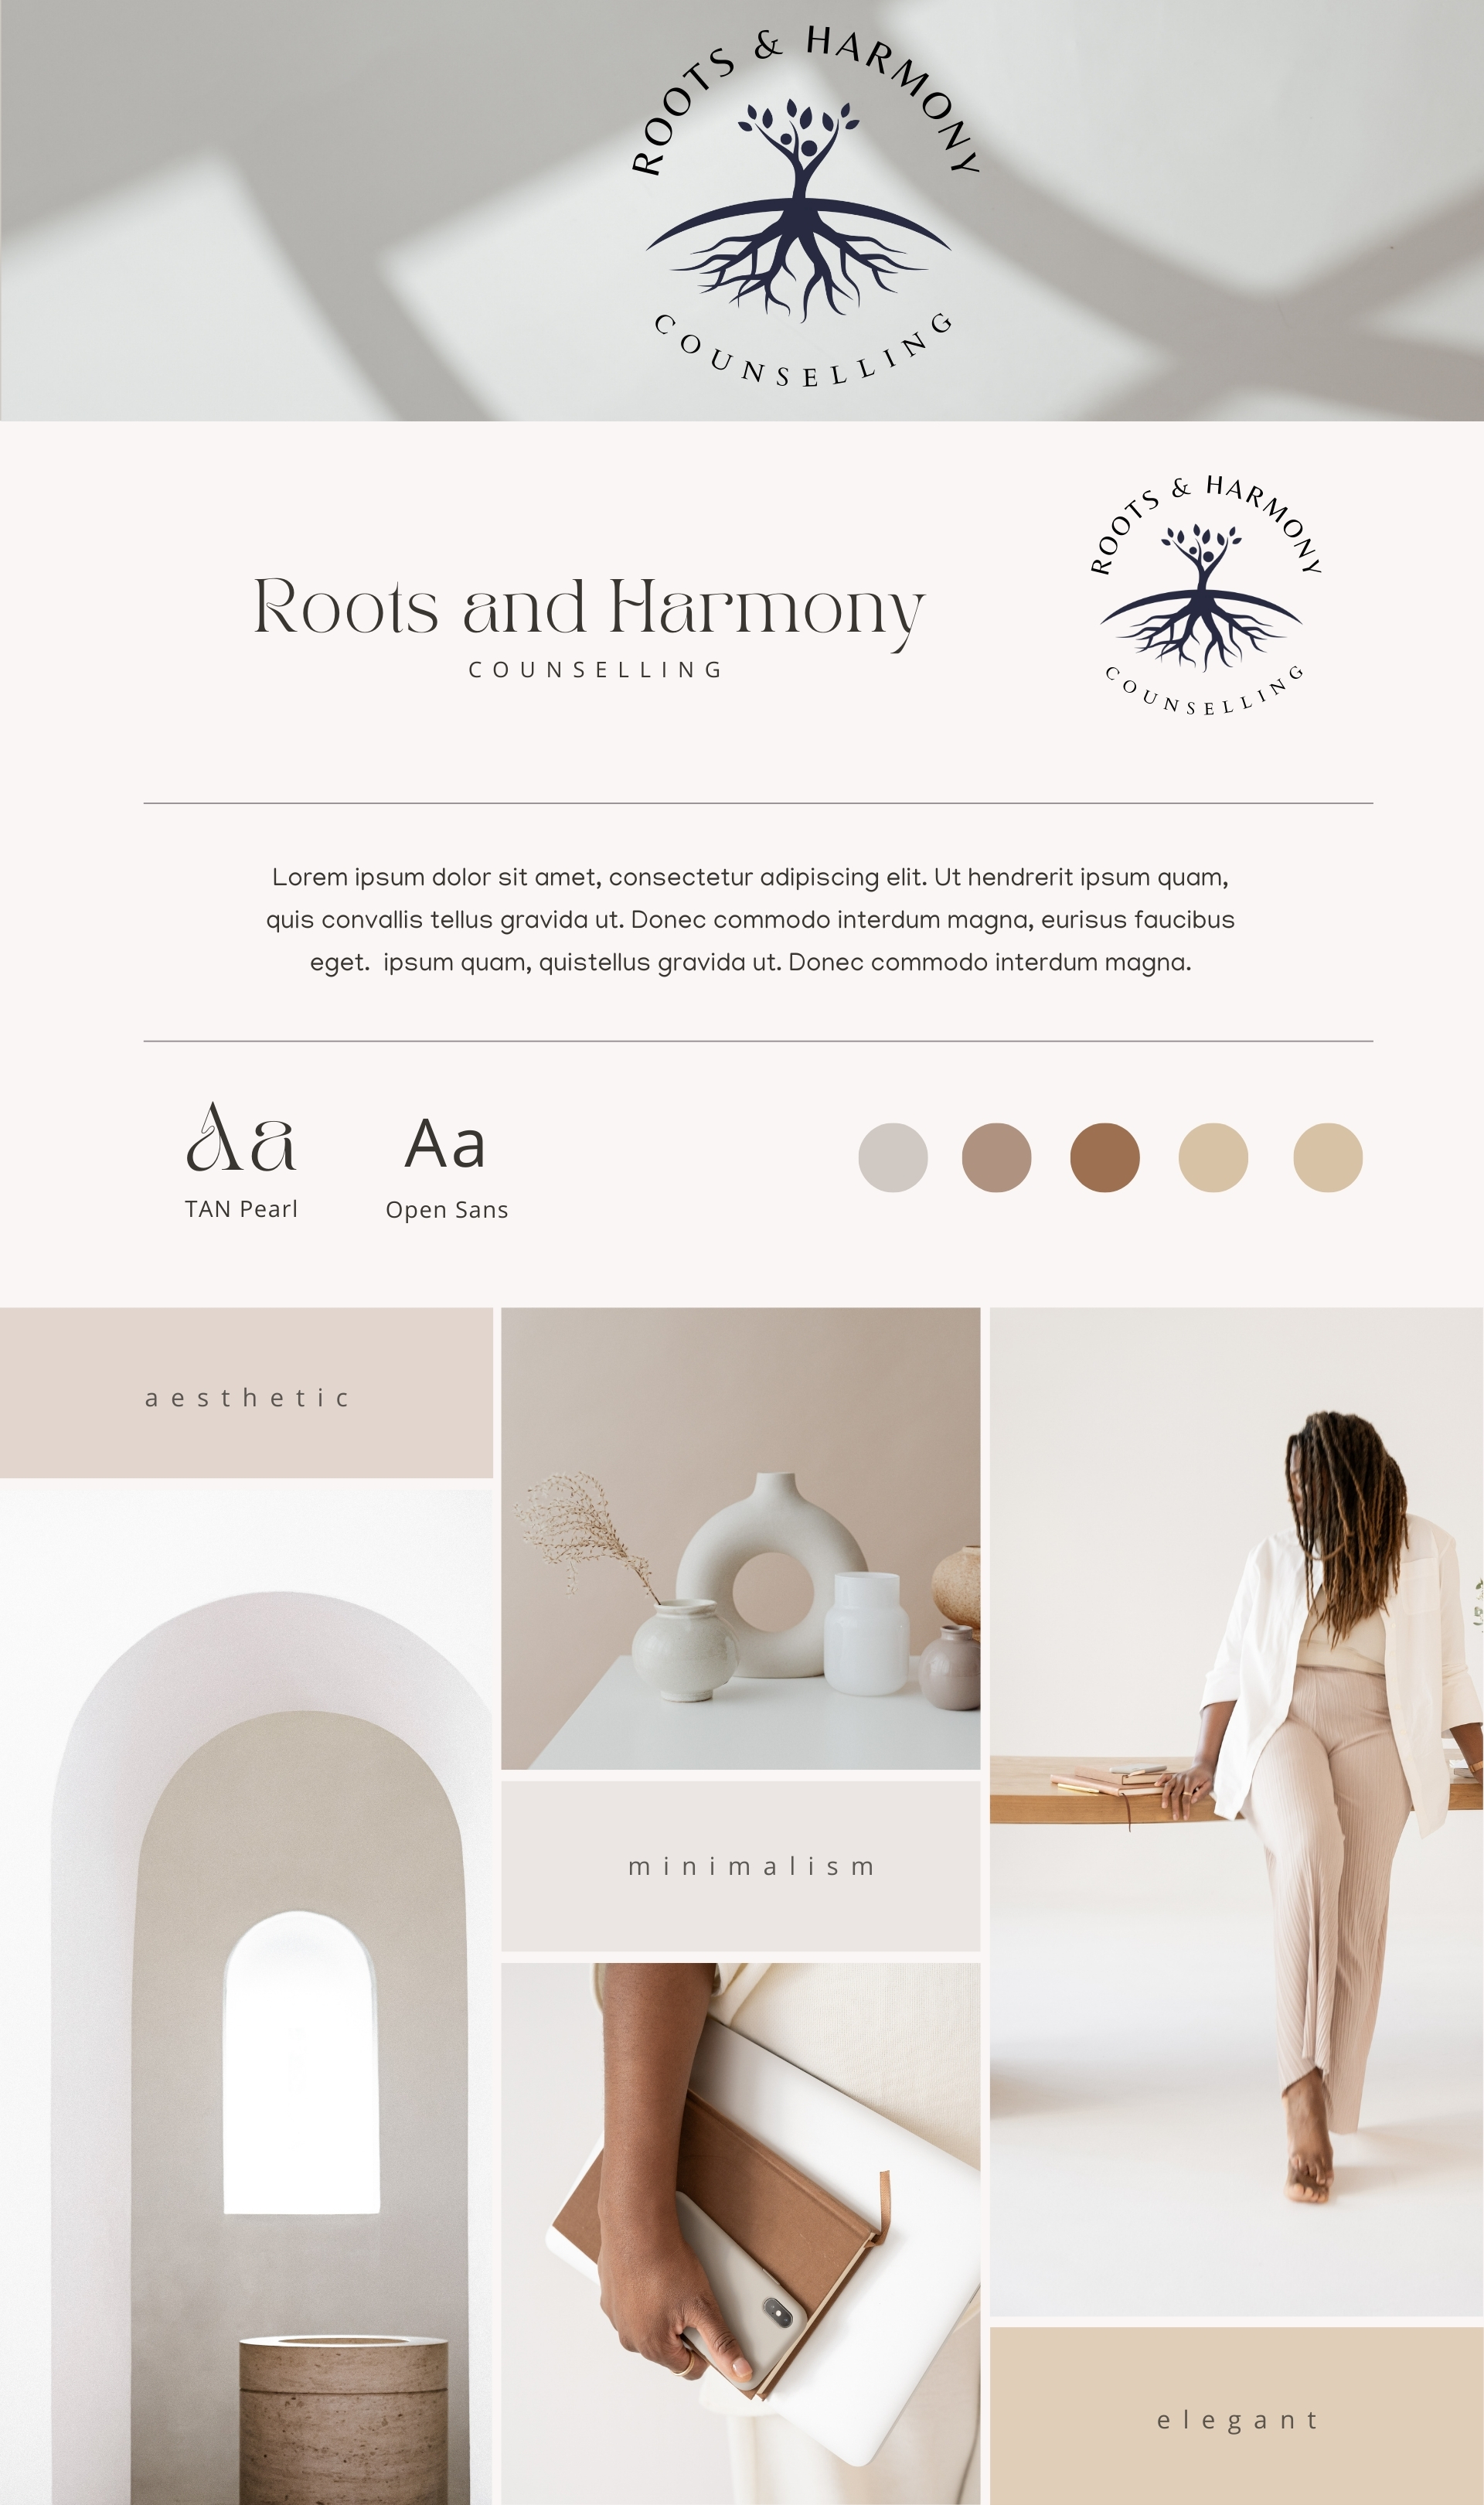 ROOTS & HARMONY
COUNSELLING
Roots and Harmony
COUNSELLING
ROOTS & HARMONY
COUNSELLING
Lorem ipsum dolor sit amet, consectetur adipiscing elit. Ut hendrerit ipsum quam,
quis convallis tellus gravida ut. Donec commodo interdum magna, eurisus faucibus
eget. ipsum quam, quistellus gravida ut. Donec commodo interdum magna.
Aa
TAN Pearl
Aa
Open Sans
aesthetic
minimalism
elegant